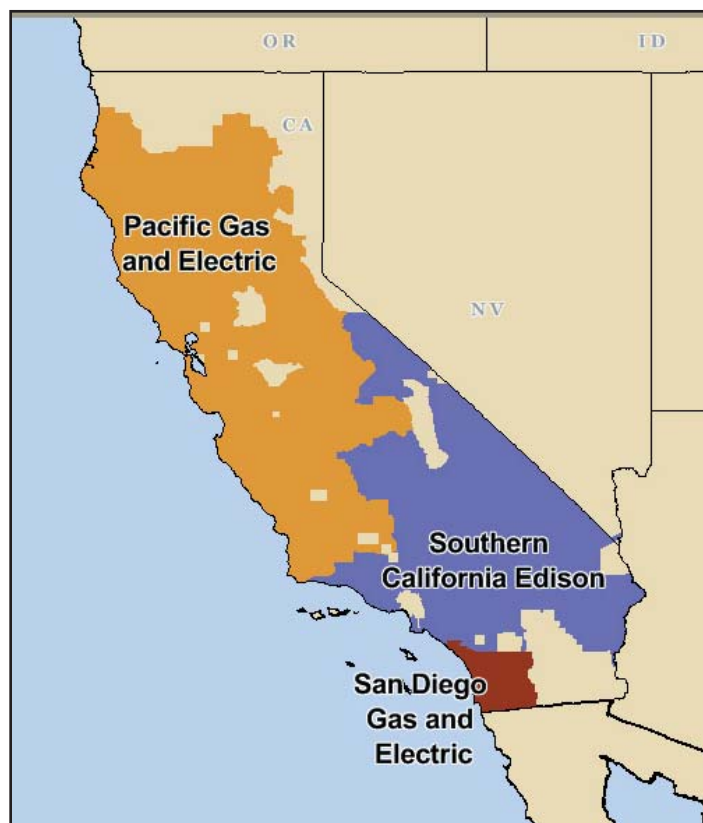 OR
ID
CA
Pacific Gas
and Electric
NV
Southern
California Edison
San Diego
Gas and
Electric